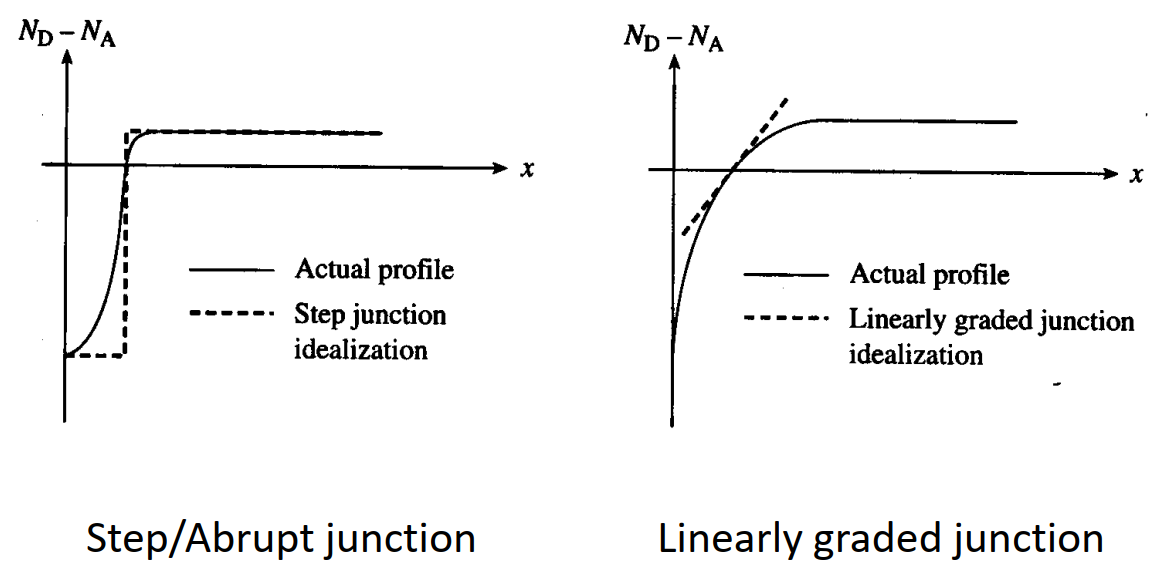 N_D – N_A
x
Actual profile
Step junction
idealization
Step/Abrupt junction
N_D – N_A
x
Actual profile
Linearly graded junction
idealization
Linearly graded junction